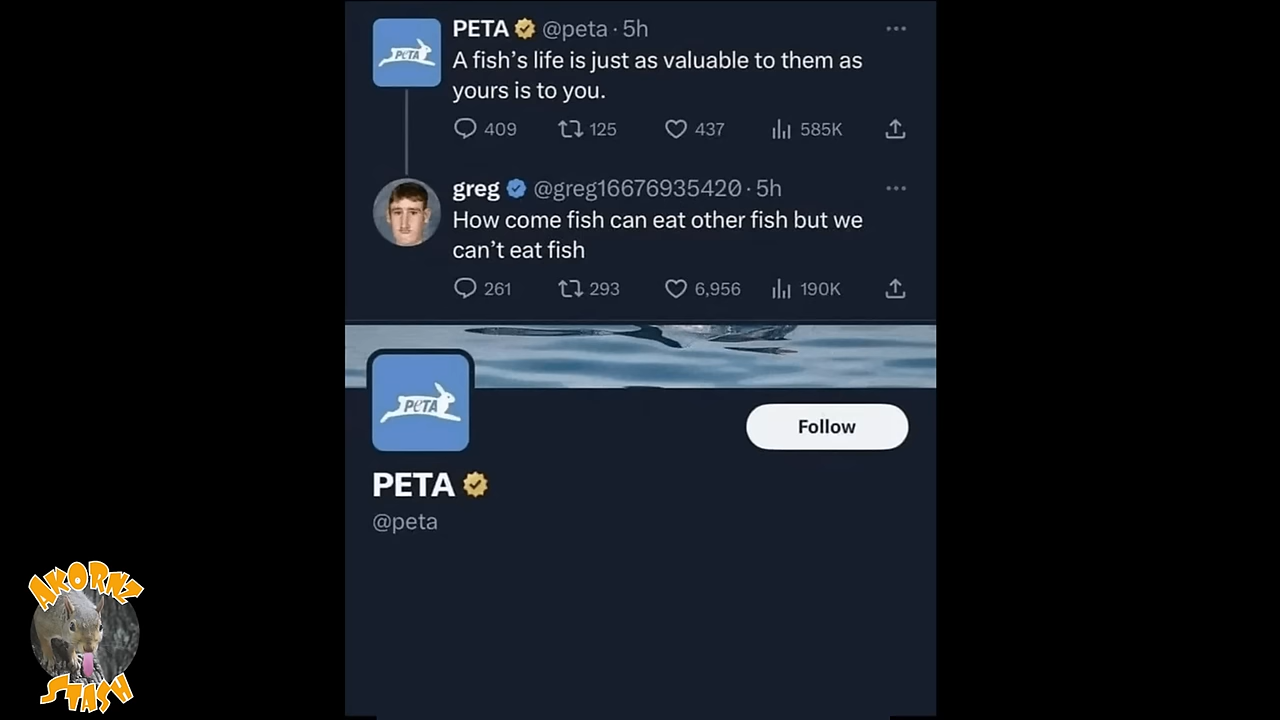 PETA @peta · 5h
A fish's life is just as valuable to them as
yours is to you.
409 125 437 585K
greg @greg16676935420 · 5h
How come fish can eat other fish but we
can't eat fish
261 293 6,956 190K
PETA
Follow
PETA
@peta
AKORNZ
STASH
PETA